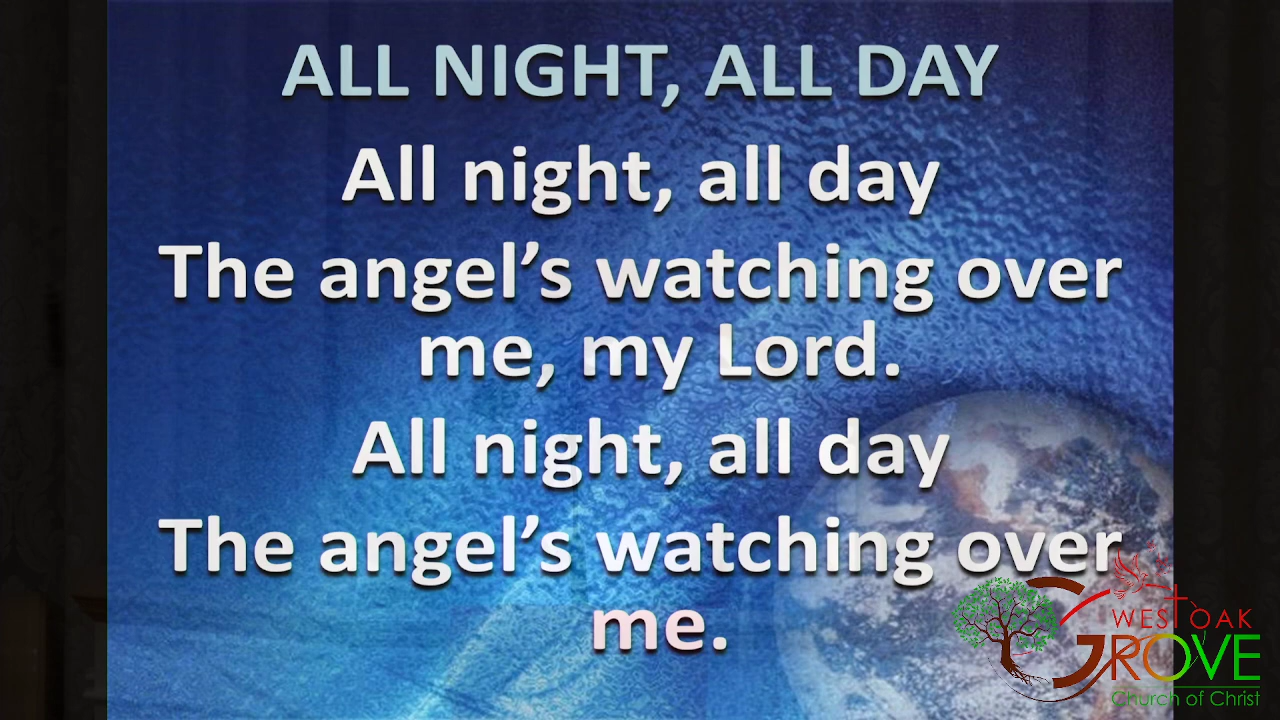 ALL NIGHT, ALL DAY
All night, all day
The angel’s watching over
me, my Lord.
All night, all day
The angel’s watching over
me.
WEST OAK
GROVE
Church of Christ